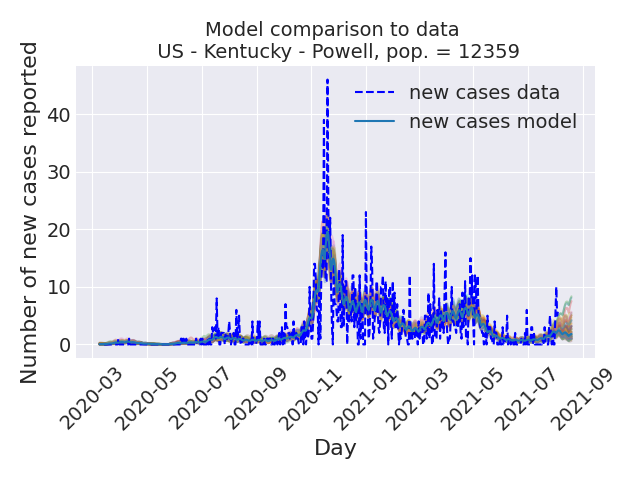 Model comparison to data
US - Kentucky - Powell, pop. = 12359
Number of new cases reported
40
30
20
10
0
new cases data
new cases model
2020-03
2020-05
2020-07
2020-09
2020-11
2021-01
2021-03
2021-05
2021-07
2021-09
Day